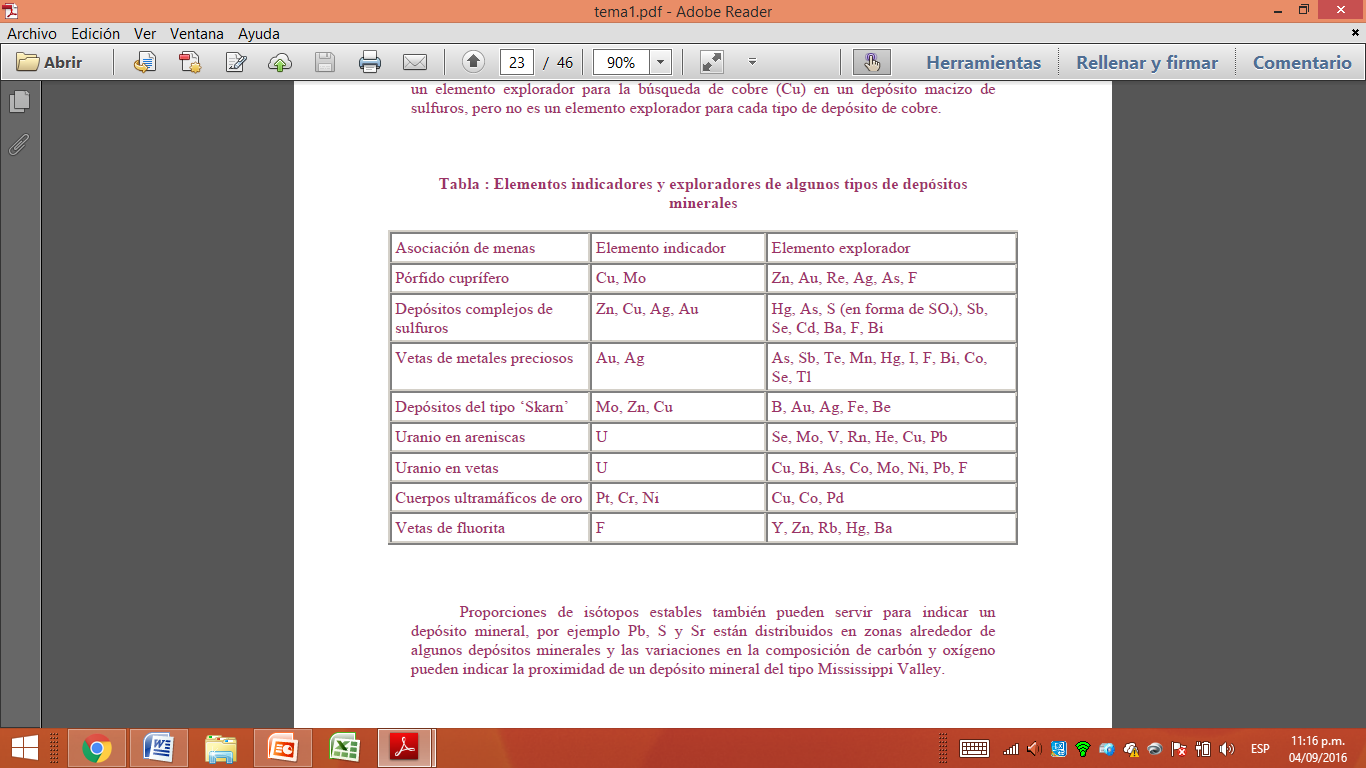 tema1.pdf - Adobe Reader
Archivo Edición Ver Ventana Ayuda
Abrir 23 / 46 90% Herramientas Rellenar y firmar Comentario
un elemento explorador para la búsqueda de cobre (Cu) en un depósito macizo de
sulfuros, pero no es un elemento explorador para cada tipo de depósito de cobre.
Tabla : Elementos indicadores y exploradores de algunos tipos de depósitos
minerales
Asociación de menas Elemento indicador Elemento explorador
Pórfido cuprífero Cu, Mo Zn, Au, Re, Ag, As, F
Depósitos complejos de Zn, Cu, Ag, Au Hg, As, S (en forma de SO₄), Sb,
sulfuros Se, Cd, Ba, F, Bi
Vetas de metales preciosos Au, Ag As, Sb, Te, Mn, Hg, I, F, Bi, Co,
Se, Tl
Depósitos del tipo ‘Skarn’ Mo, Zn, Cu B, Au, Ag, Fe, Be
Uranio en areniscas U Se, Mo, V, Rn, He, Cu, Pb
Uranio en vetas U Cu, Bi, As, Co, Mo, Ni, Pb, F
Cuerpos ultramáficos de oro Pt, Cr, Ni Cu, Co, Pd
Vetas de fluorita F Y, Zn, Rb, Hg, Ba
Proporciones de isótopos estables también pueden servir para indicar un
depósito mineral, por ejemplo Pb, S y Sr están distribuidos en zonas alrededor de
algunos depósitos minerales y las variaciones en la composición de carbón y oxígeno
pueden indicar la proximidad de un depósito mineral del tipo Mississippi Valley.
ESP 11:16 p.m.
04/09/2016